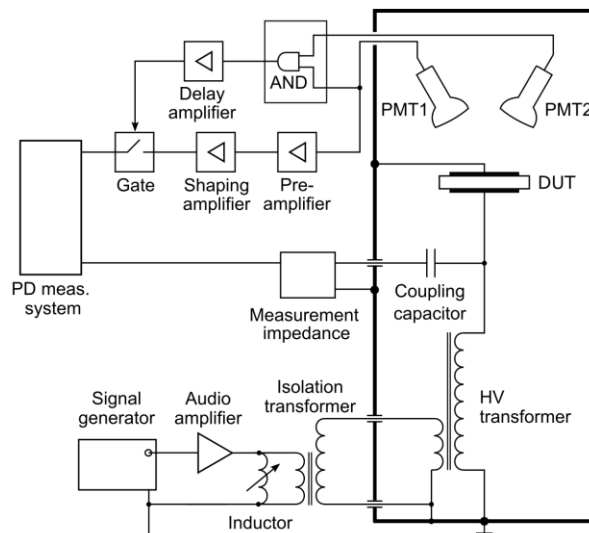 AND
PMT1
PMT2
Delay
amplifier
Gate
Shaping
amplifier
Pre-
amplifier
DUT
PD meas.
system
Measurement
impedance
Coupling
capacitor
Signal
generator
Audio
amplifier
Isolation
transformer
HV
transformer
Inductor